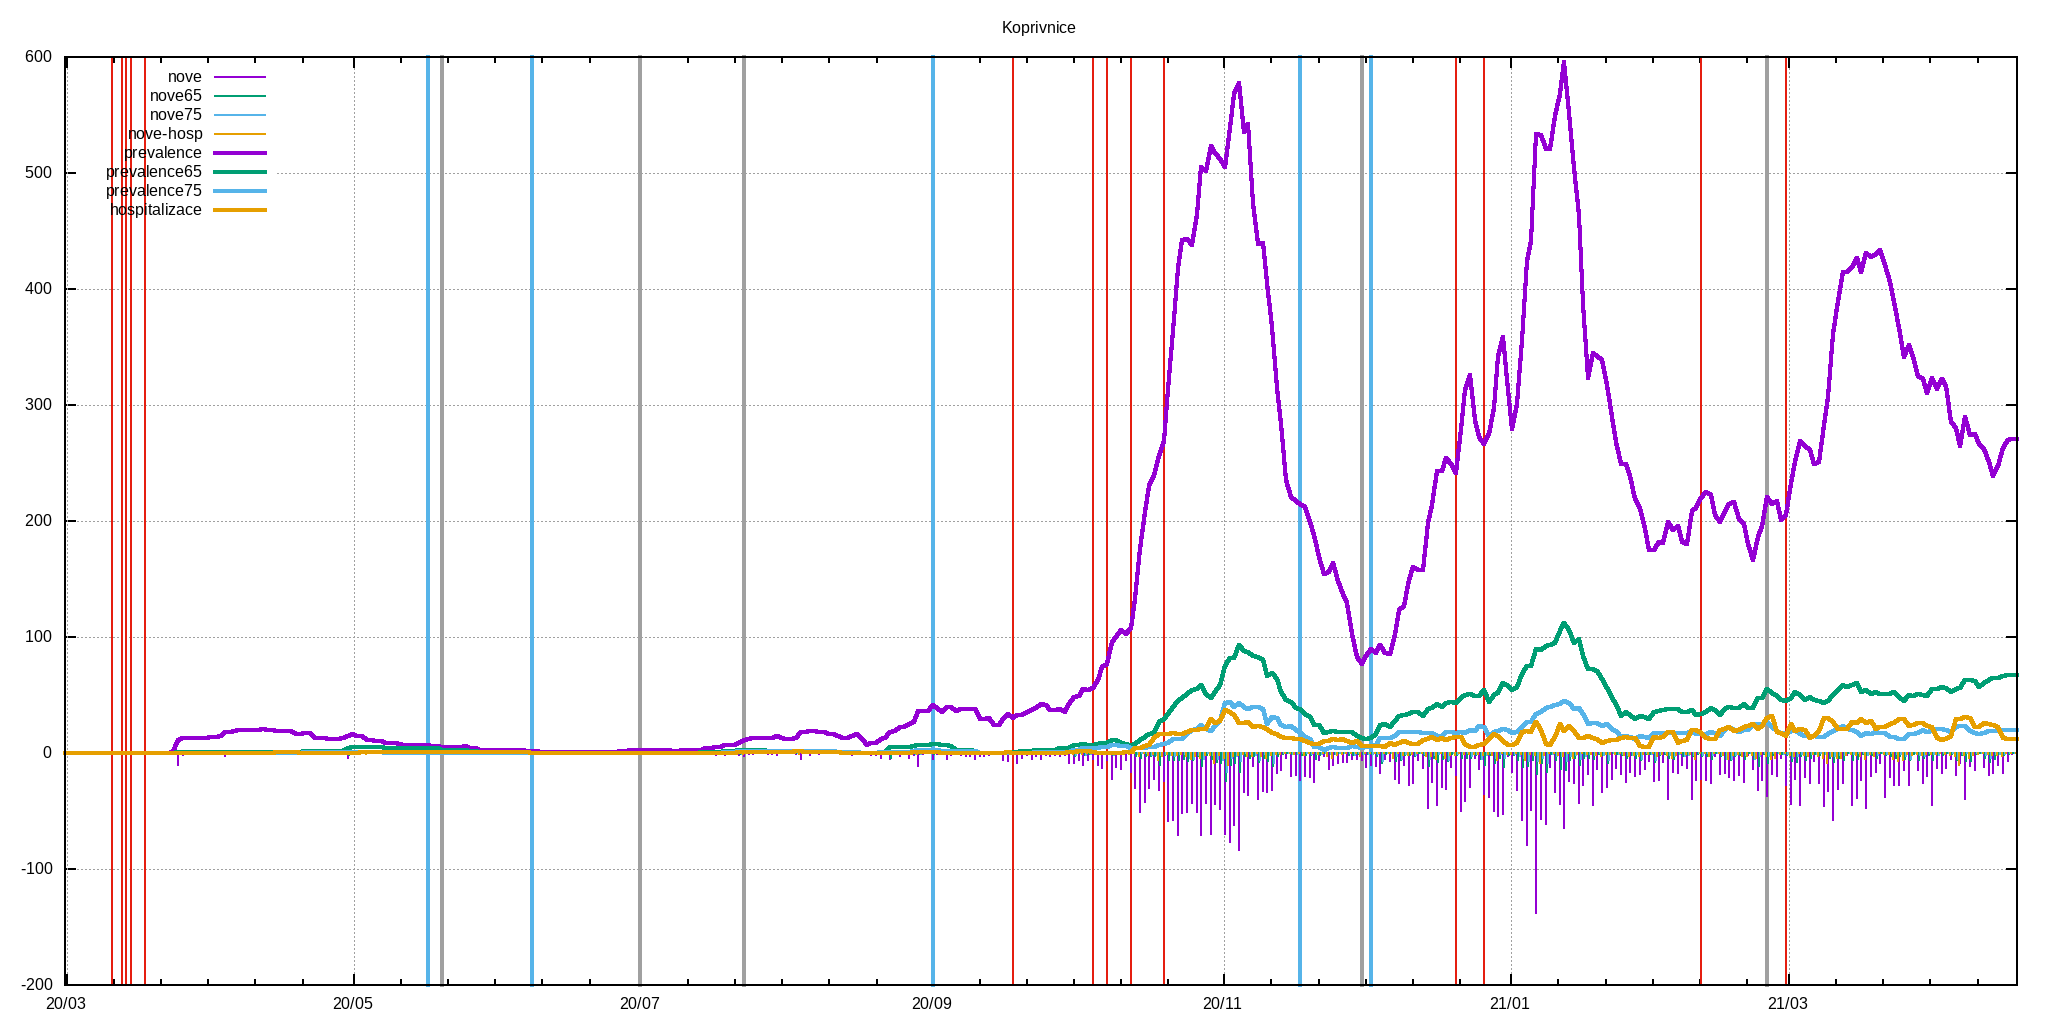 Koprivnice
600
500
400
300
200
100
0
-100
-200
nove
nove65
nove75
nove-hosp
prevalence
prevalence65
prevalence75
hospitalizace
20/03 20/05 20/07 20/09 20/11 21/01 21/03